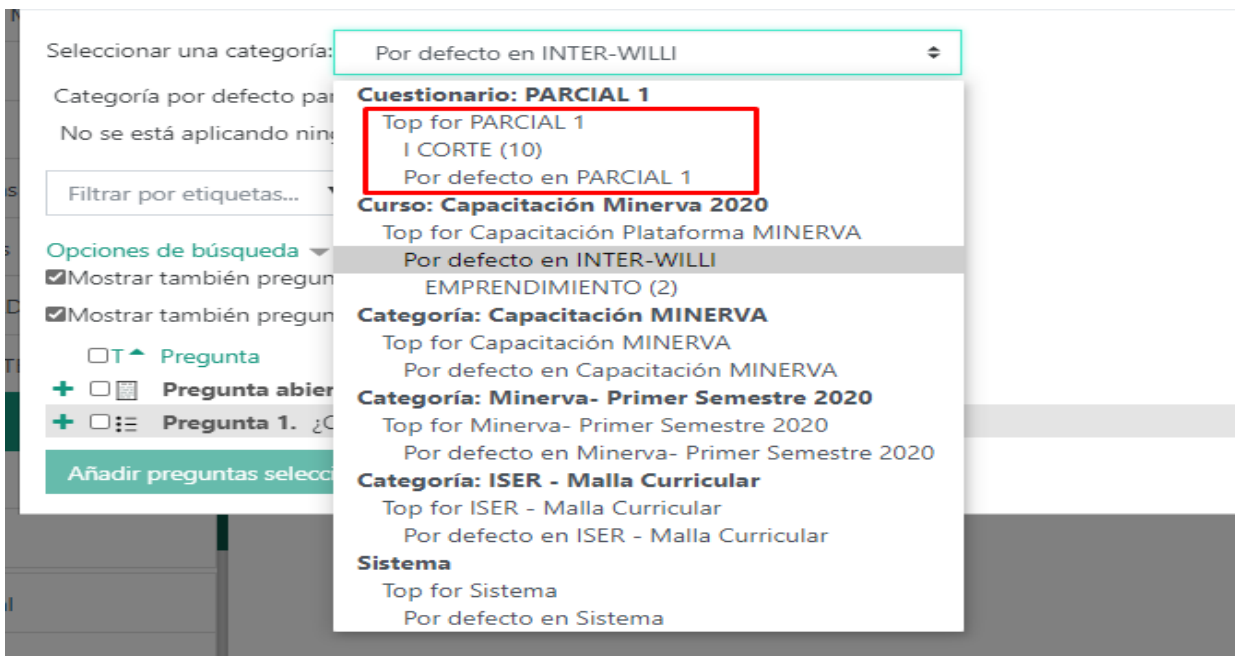 Seleccionar una categoría: Por defecto en INTER-WILLI
Categoría por defecto par
No se está aplicando ning
Filtrar por etiquetas...
Opciones de búsqueda
Mostrar también pregun
Mostrar también pregun
T Pregunta
Pregunta abier
Pregunta 1. ¿C
Añadir preguntas selecci
Cuestionario: PARCIAL 1
Top for PARCIAL 1
I CORTE (10)
Por defecto en PARCIAL 1
Curso: Capacitación Minerva 2020
Top for Capacitación Plataforma MINERVA
Por defecto en INTER-WILLI
EMPRENDIMIENTO (2)
Categoría: Capacitación MINERVA
Top for Capacitación MINERVA
Por defecto en Capacitación MINERVA
Categoría: Minerva- Primer Semestre 2020
Top for Minerva- Primer Semestre 2020
Por defecto en Minerva- Primer Semestre 2020
Categoría: ISER - Malla Curricular
Top for ISER - Malla Curricular
Por defecto en ISER - Malla Curricular
Sistema
Top for Sistema
Por defecto en Sistema